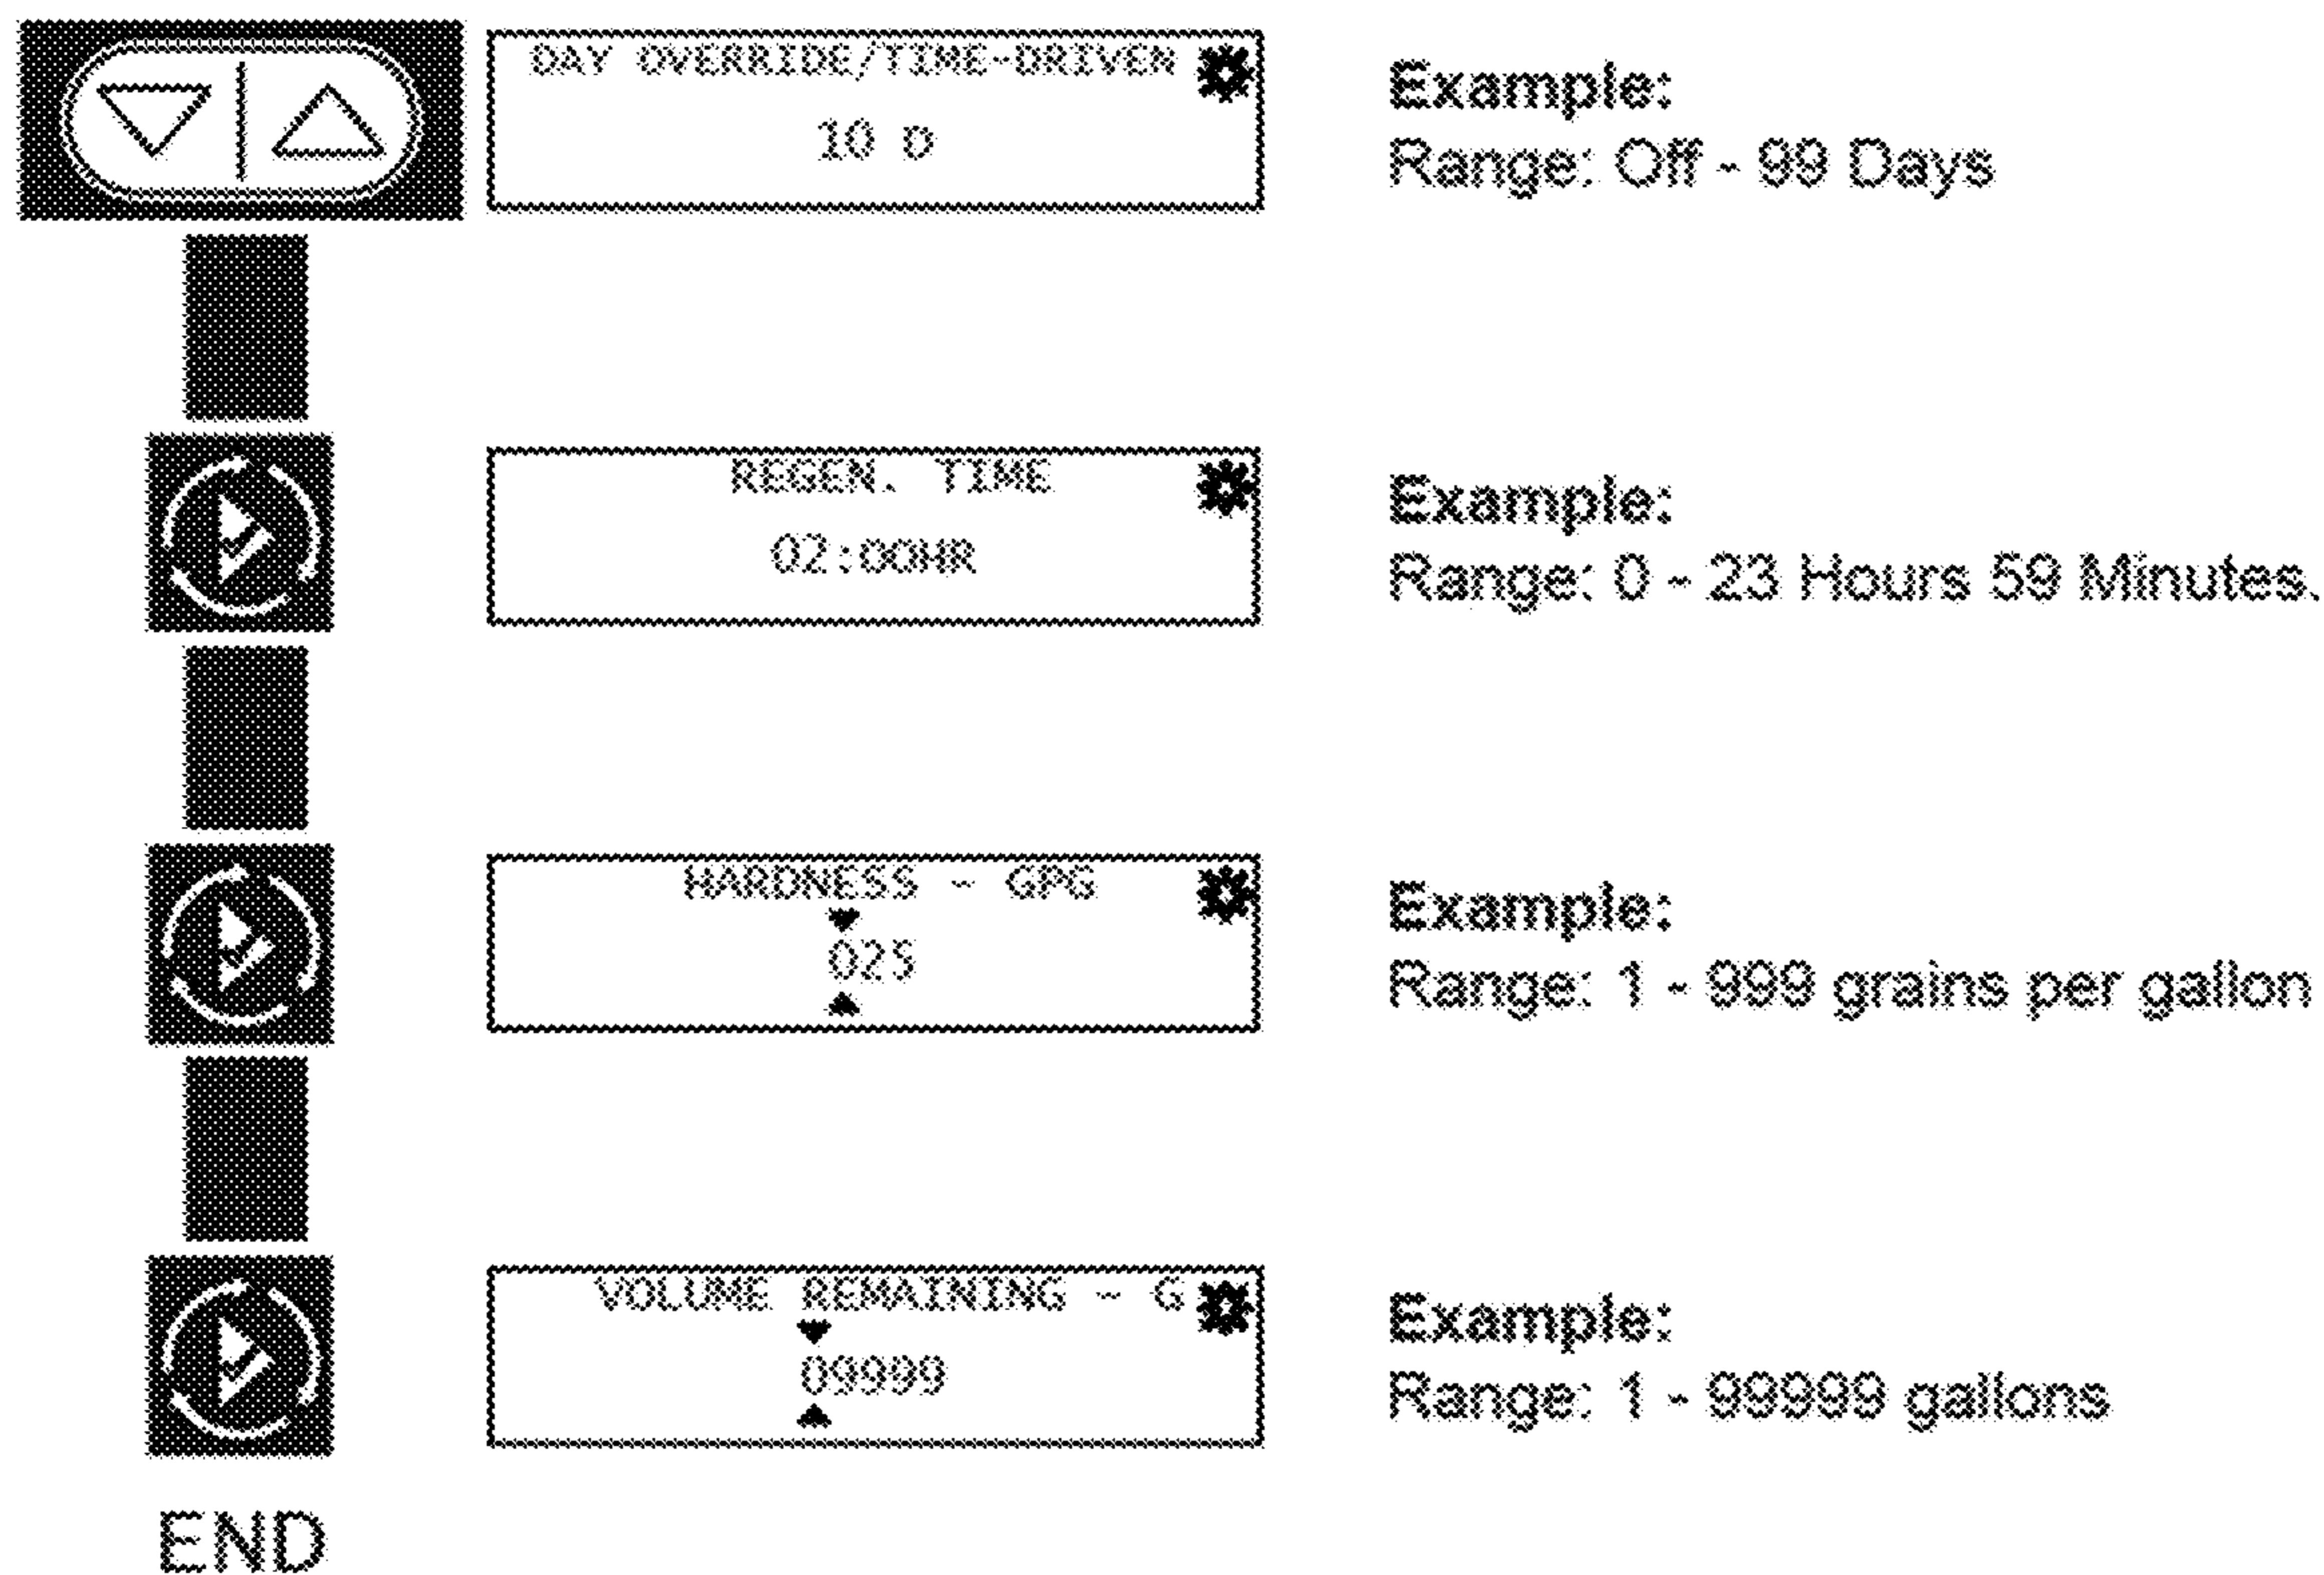 DAY OVERRIDE/TIME-DRIVEN
10 D
Example:
Range: Off - 99 Days
REGEN. TIME
02:00HR
Example:
Range: 0 - 23 Hours 59 Minutes.
HARDNESS - GPG
025
Example:
Range: 1 - 999 grains per gallon
VOLUME REMAINING - G
09999
Example:
Range: 1 - 99999 gallons
END